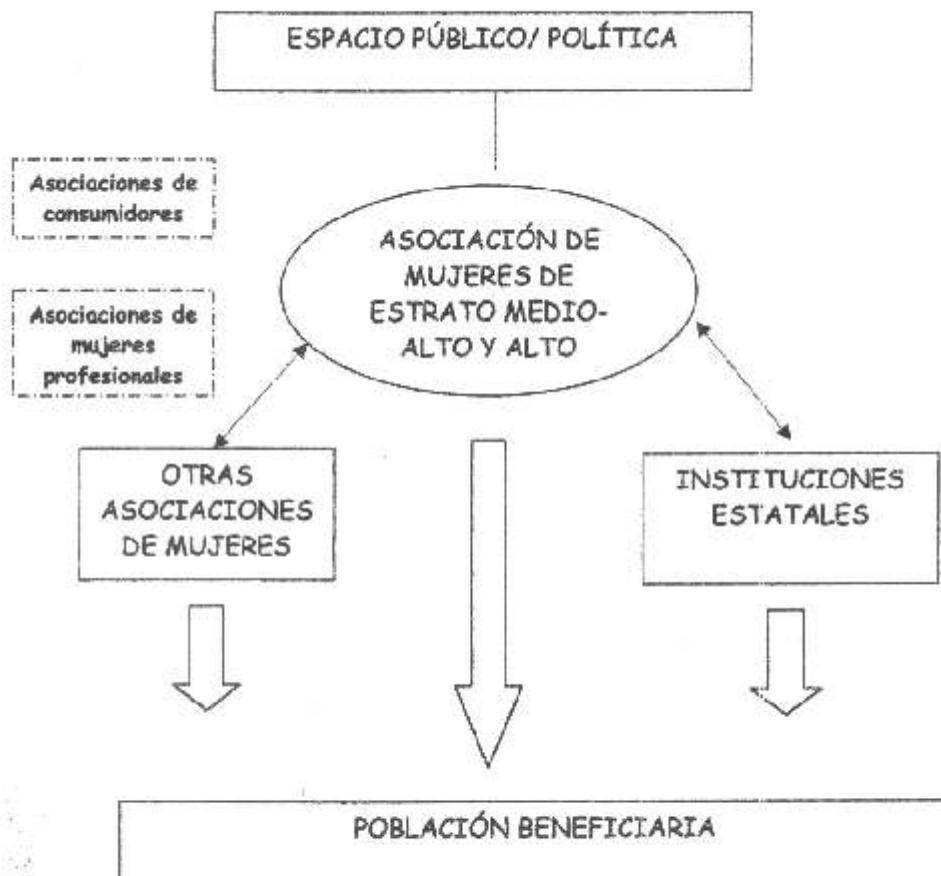 ESPACIO PÚBLICO/ POLÍTICA
Asociaciones de
consumidores
ASOCIACIÓN DE
MUJERES DE
ESTRATO MEDIO-
ALTO Y ALTO
Asociaciones de
mujeres
profesionales
OTRAS
ASOCIACIONES
DE MUJERES
INSTITUCIONES
ESTATALES
POBLACIÓN BENEFICIARIA